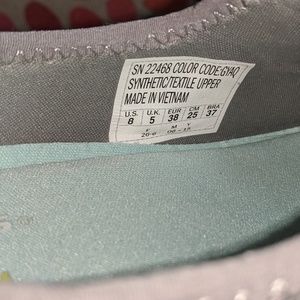 SN 22468 COLOR CODE:GYAQ
SYNTHETIC/TEXTILE UPPER
MADE IN VIETNAM
U.S. U.K. EUR CM BRA
8 5 38 25 37